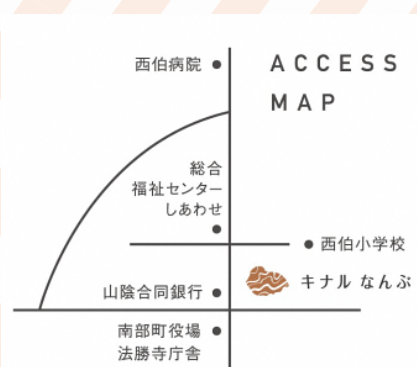 西伯病院
ACCESS
MAP
総合
福祉センター
しあわせ
西伯小学校
キナル なんぶ
山陰合同銀行
南部町役場
法勝寺庁舎